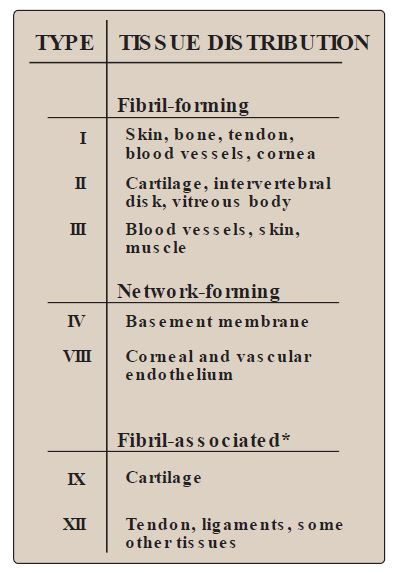 TYPE TISSUE DISTRIBUTION
Fibril-forming
I Skin, bone, tendon,
blood vessels, cornea
II Cartilage, intervertebral
disk, vitreous body
III Blood vessels, skin,
muscle
Network-forming
IV Basement membrane
VIII Corneal and vascular
endothelium
Fibril-associated*
IX Cartilage
XII Tendon, ligaments, some
other tissues